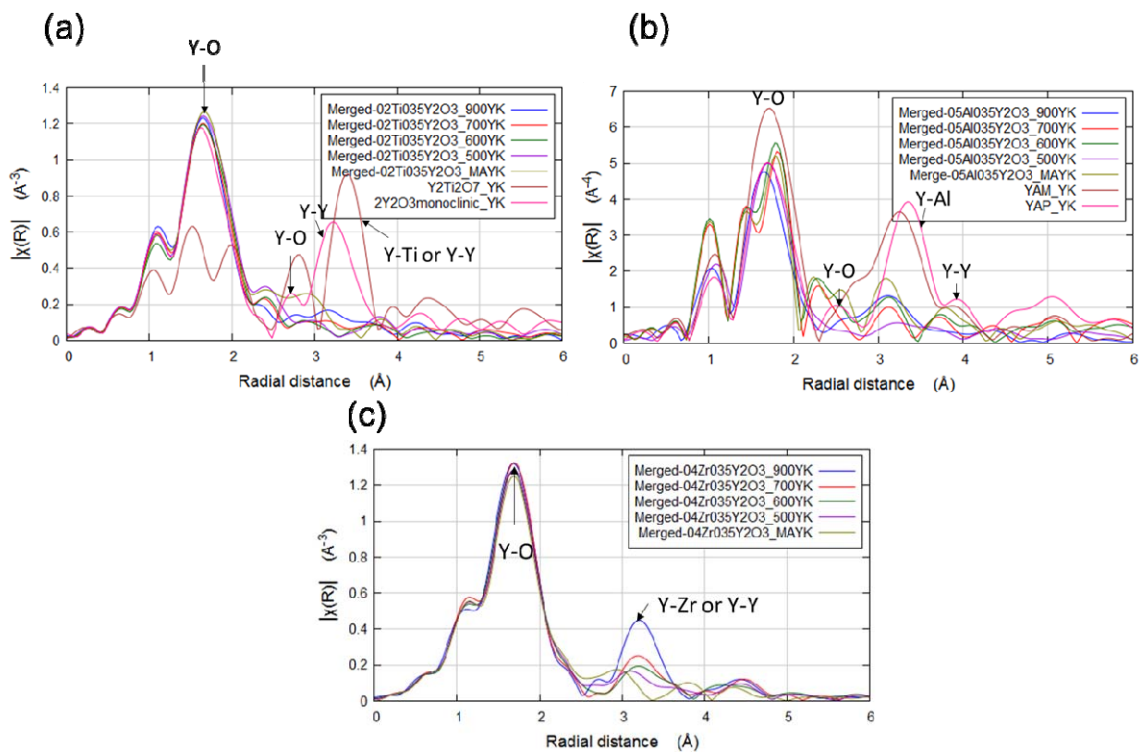 (a)
Y-O
|χ(R)| (A⁻³)
1.4
1.2
1
0.8
0.6
0.4
0.2
0
Merged-02Ti035Y2O3_900YK
Merged-02Ti035Y2O3_700YK
Merged-02Ti035Y2O3_600YK
Merged-02Ti035Y2O3_500YK
Merged-02Ti035Y2O3_MAYK
Y2Ti2O7_YK
2Y2O3monoclinic_YK
Y-Y
Y-O
Y-Ti or Y-Y
0 1 2 3 4 5 6
Radial distance (Å)
(b)
Y-O
|χ(R)| (A⁻⁴)
7
6
5
4
3
2
1
0
Merged-05Al035Y2O3_900YK
Merged-05Al035Y2O3_700YK
Merged-05Al035Y2O3_600YK
Merged-05Al035Y2O3_500YK
Merge-05Al035Y2O3_MAYK
YAM_YK
YAP_YK
Y-Al
Y-O
Y-Y
0 1 2 3 4 5 6
Radial distance (Å)
(c)
|χ(R)| (A⁻³)
1.4
1.2
1
0.8
0.6
0.4
0.2
0
Merged-04Zr035Y2O3_900YK
Merged-04Zr035Y2O3_700YK
Merged-04Zr035Y2O3_600YK
Merged-04Zr035Y2O3_500YK
Merged-04Zr035Y2O3_MAYK
Y-O
Y-Zr or Y-Y
0 1 2 3 4 5 6
Radial distance (Å)